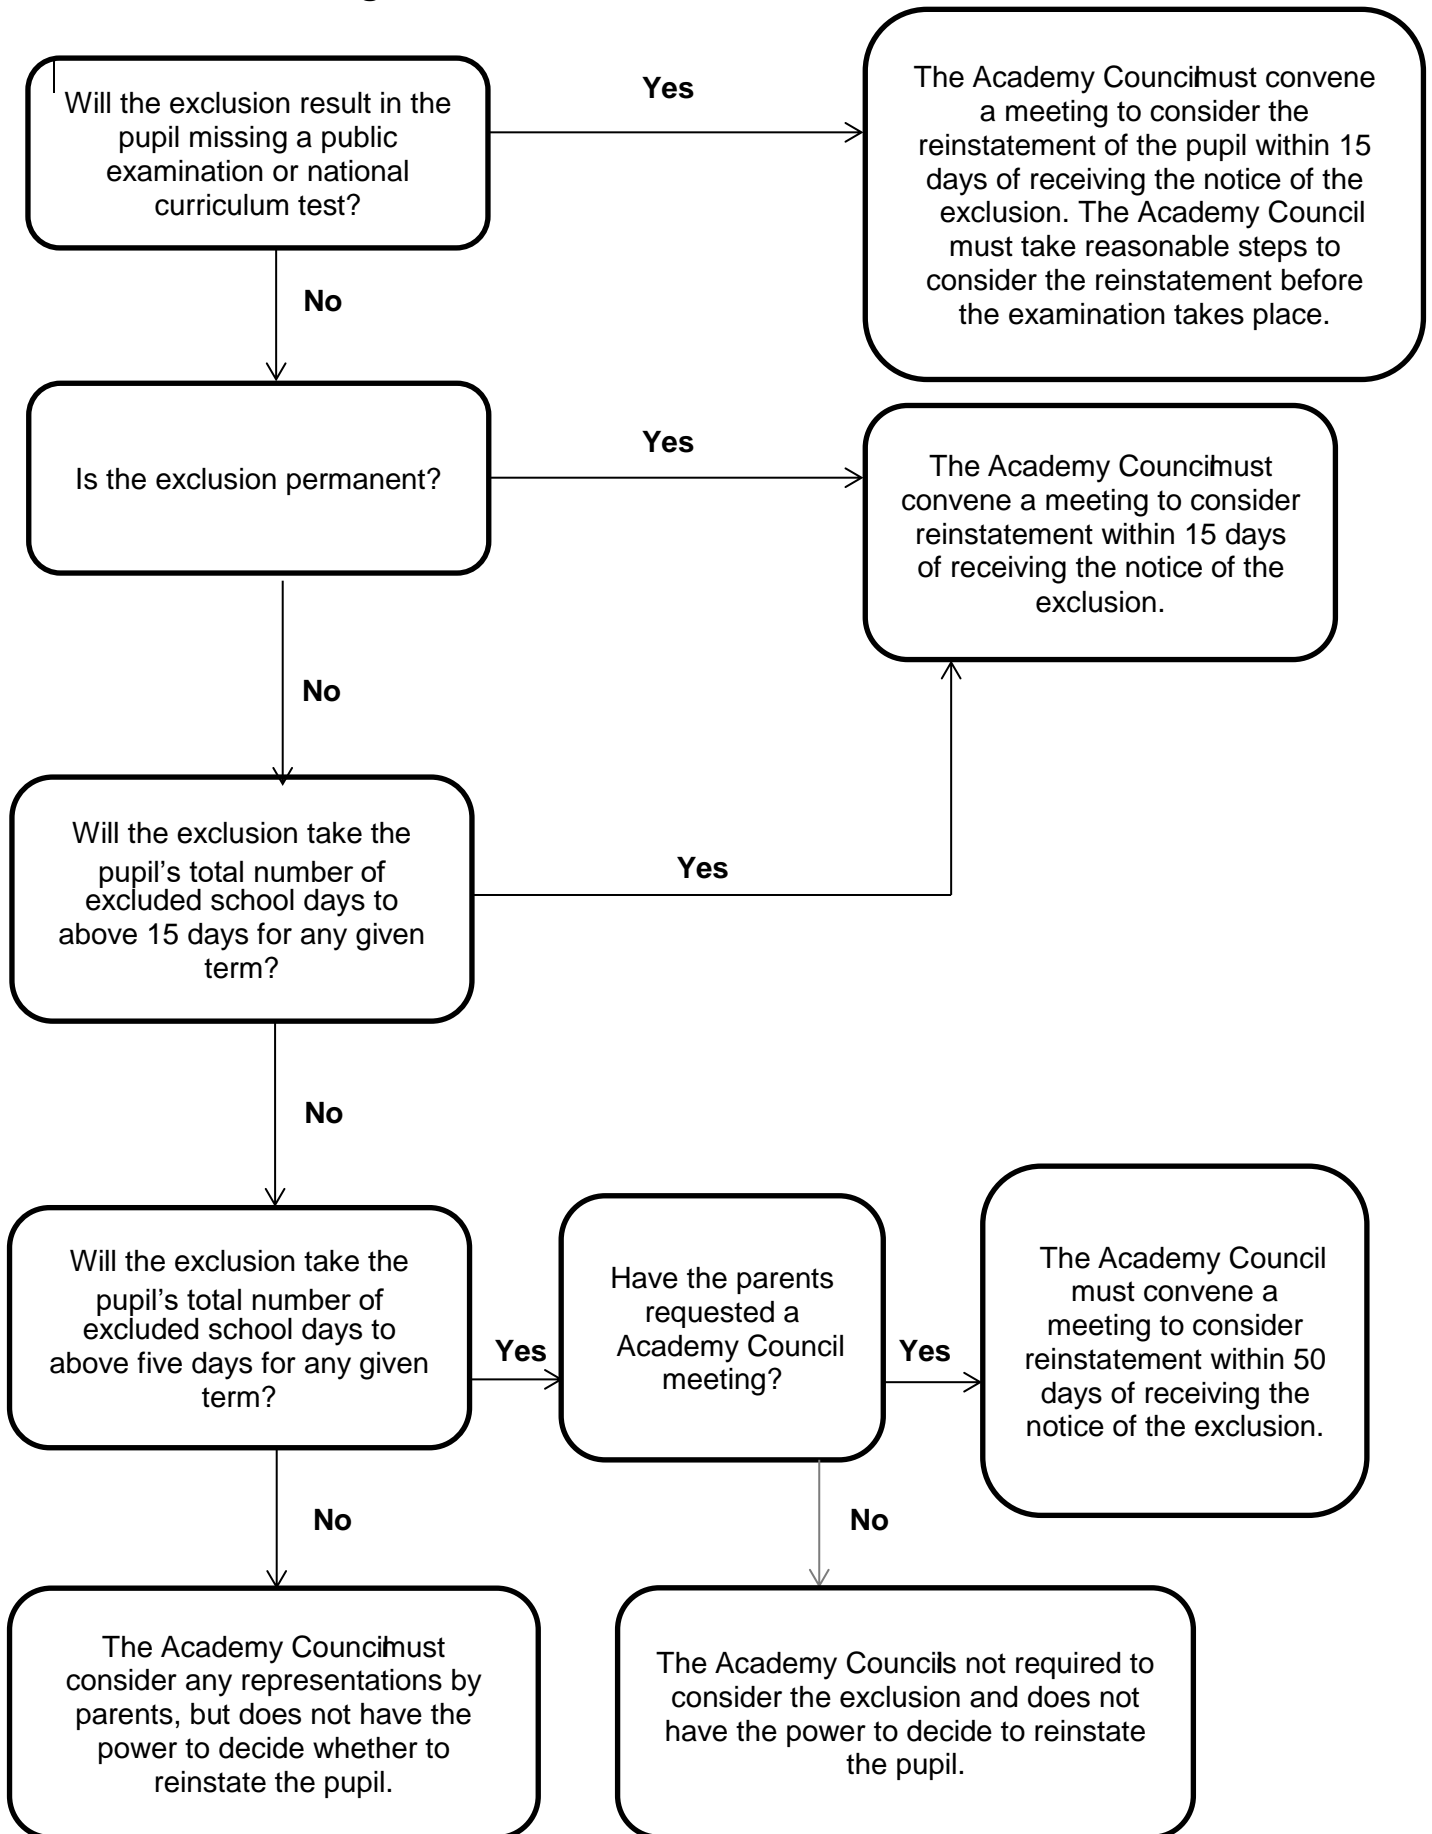 Will the exclusion result in the
pupil missing a public
examination or national
curriculum test?
Yes
The Academy Council must convene
a meeting to consider the
reinstatement of the pupil within 15
days of receiving the notice of the
exclusion. The Academy Council
must take reasonable steps to
consider the reinstatement before
the examination takes place.
No
Is the exclusion permanent?
Yes
The Academy Council must
convene a meeting to consider
reinstatement within 15 days
of receiving the notice of the
exclusion.
No
Will the exclusion take the
pupil’s total number of
excluded school days to
above 15 days for any given
term?
Yes
No
Will the exclusion take the
pupil’s total number of
excluded school days to
above five days for any given
term?
Yes
Have the parents
requested a
Academy Council
meeting?
Yes
The Academy Council
must convene a
meeting to consider
reinstatement within 50
days of receiving the
notice of the exclusion.
No
No
The Academy Council must
consider any representations by
parents, but does not have the
power to decide whether to
reinstate the pupil.
The Academy Council is not required to
consider the exclusion and does not
have the power to decide to reinstate
the pupil.